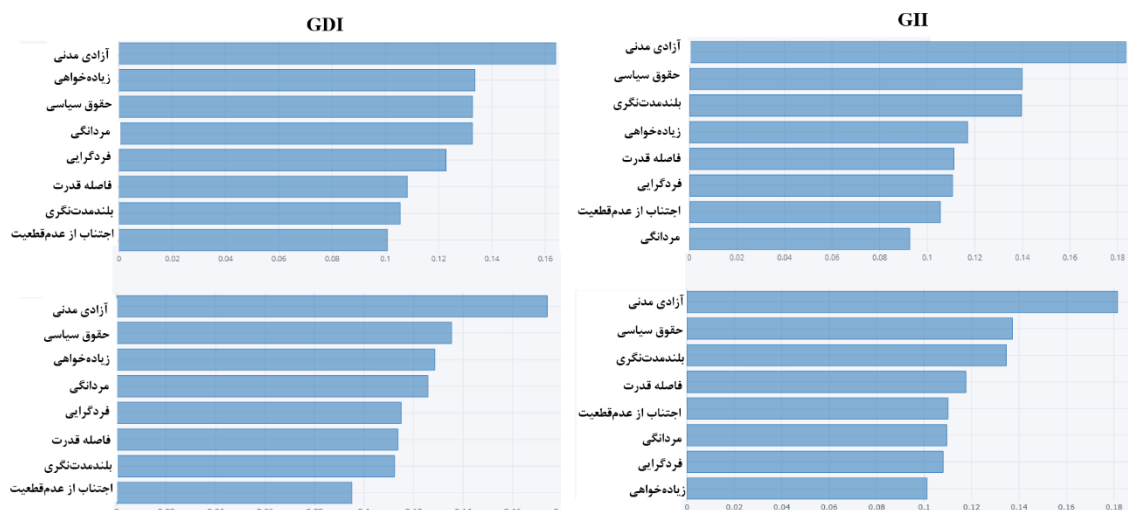 GDI
آزادی مدنی
زیاده‌خواهی
حقوق سیاسی
مردانگی
فردگرایی
فاصله قدرت
بلندمدت‌نگری
اجتناب از عدم‌قطعیت
0 0.02 0.04 0.06 0.08 0.1 0.12 0.14 0.16
GII
آزادی مدنی
حقوق سیاسی
بلندمدت‌نگری
زیاده‌خواهی
فاصله قدرت
فردگرایی
اجتناب از عدم‌قطعیت
مردانگی
0 0.02 0.04 0.06 0.08 0.1 0.12 0.14 0.16 0.18
آزادی مدنی
حقوق سیاسی
زیاده‌خواهی
مردانگی
فردگرایی
فاصله قدرت
بلندمدت‌نگری
اجتناب از عدم‌قطعیت
آزادی مدنی
حقوق سیاسی
بلندمدت‌نگری
فاصله قدرت
اجتناب از عدم‌قطعیت
مردانگی
فردگرایی
زیاده‌خواهی
0 0.02 0.04 0.06 0.08 0.1 0.12 0.14 0.16 0.18